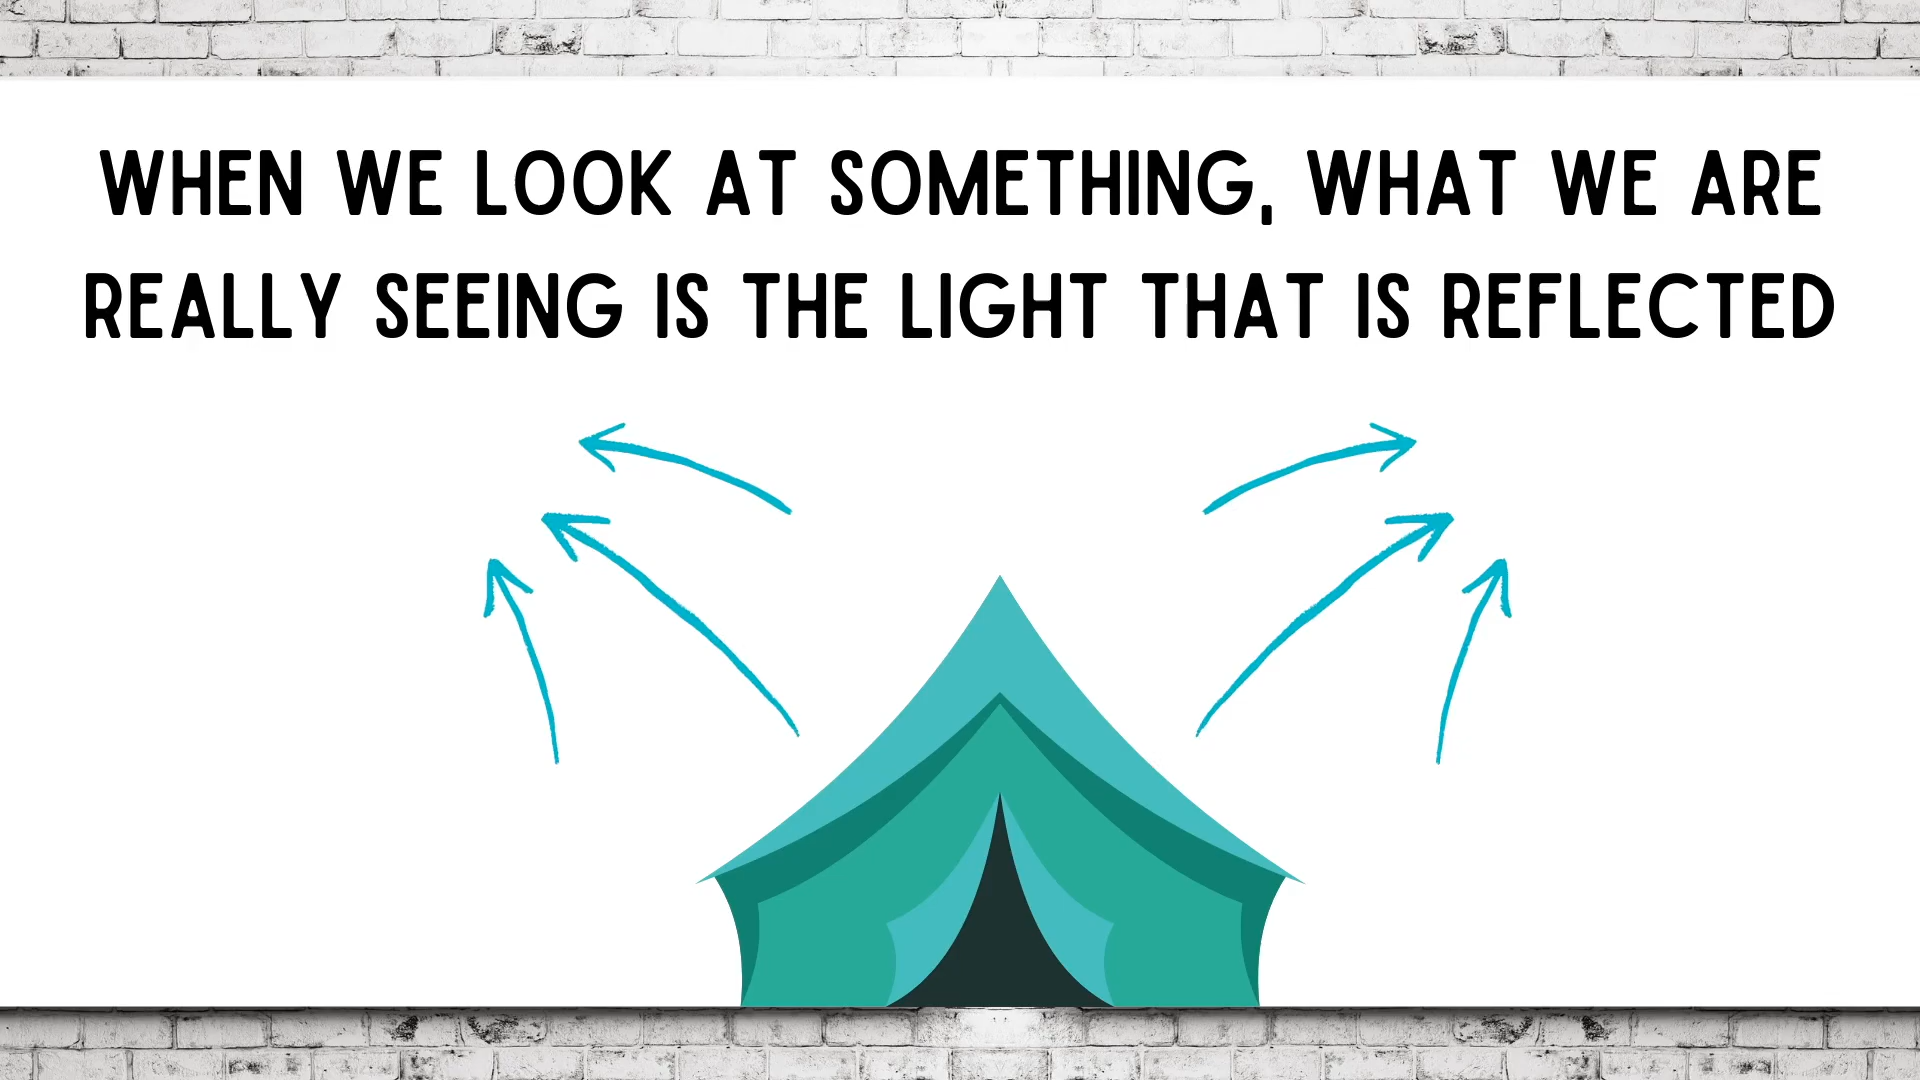 WHEN WE LOOK AT SOMETHING, WHAT WE ARE
REALLY SEEING IS THE LIGHT THAT IS REFLECTED